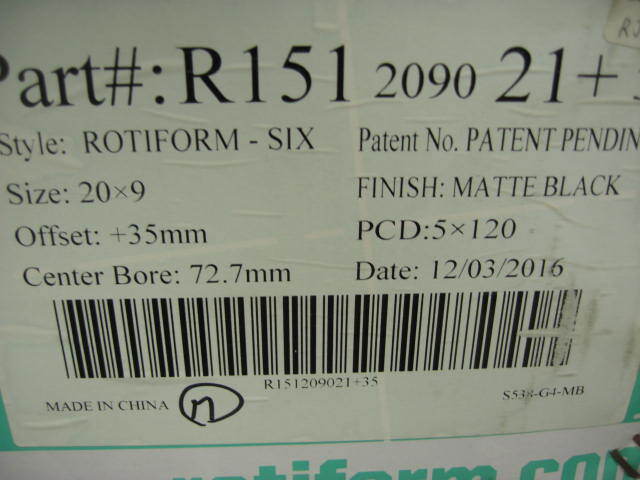 Part#: R151 2090 21+
Style: ROTIFORM - SIX Patent No. PATENT PENDIN
Size: 20×9 FINISH: MATTE BLACK
Offset: +35mm PCD:5×120
Center Bore: 72.7mm Date: 12/03/2016
R151209021+35
MADE IN CHINA n S538-G4-MB
rotiform.com